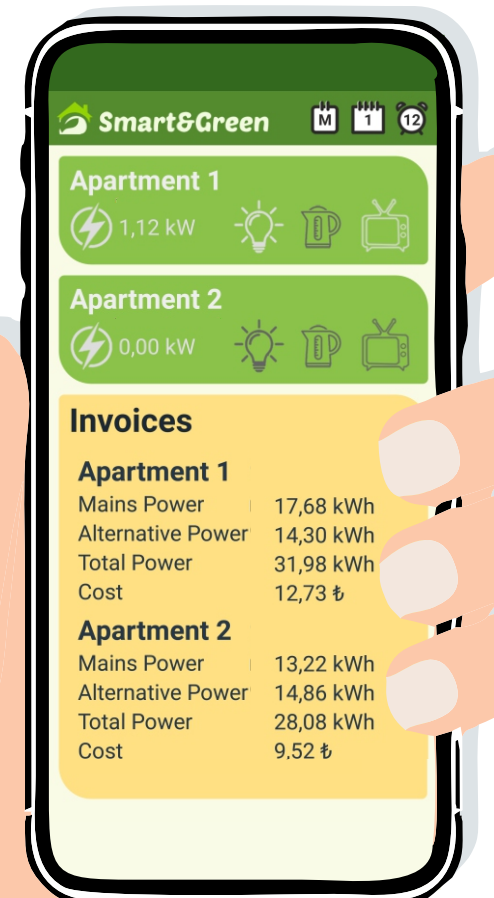 Smart&Green M 1 12
Apartment 1
1,12 kW
Apartment 2
0,00 kW
Invoices
Apartment 1
Mains Power 17,68 kWh
Alternative Power 14,30 kWh
Total Power 31,98 kWh
Cost 12,73 ₺
Apartment 2
Mains Power 13,22 kWh
Alternative Power 14,86 kWh
Total Power 28,08 kWh
Cost 9,52 ₺